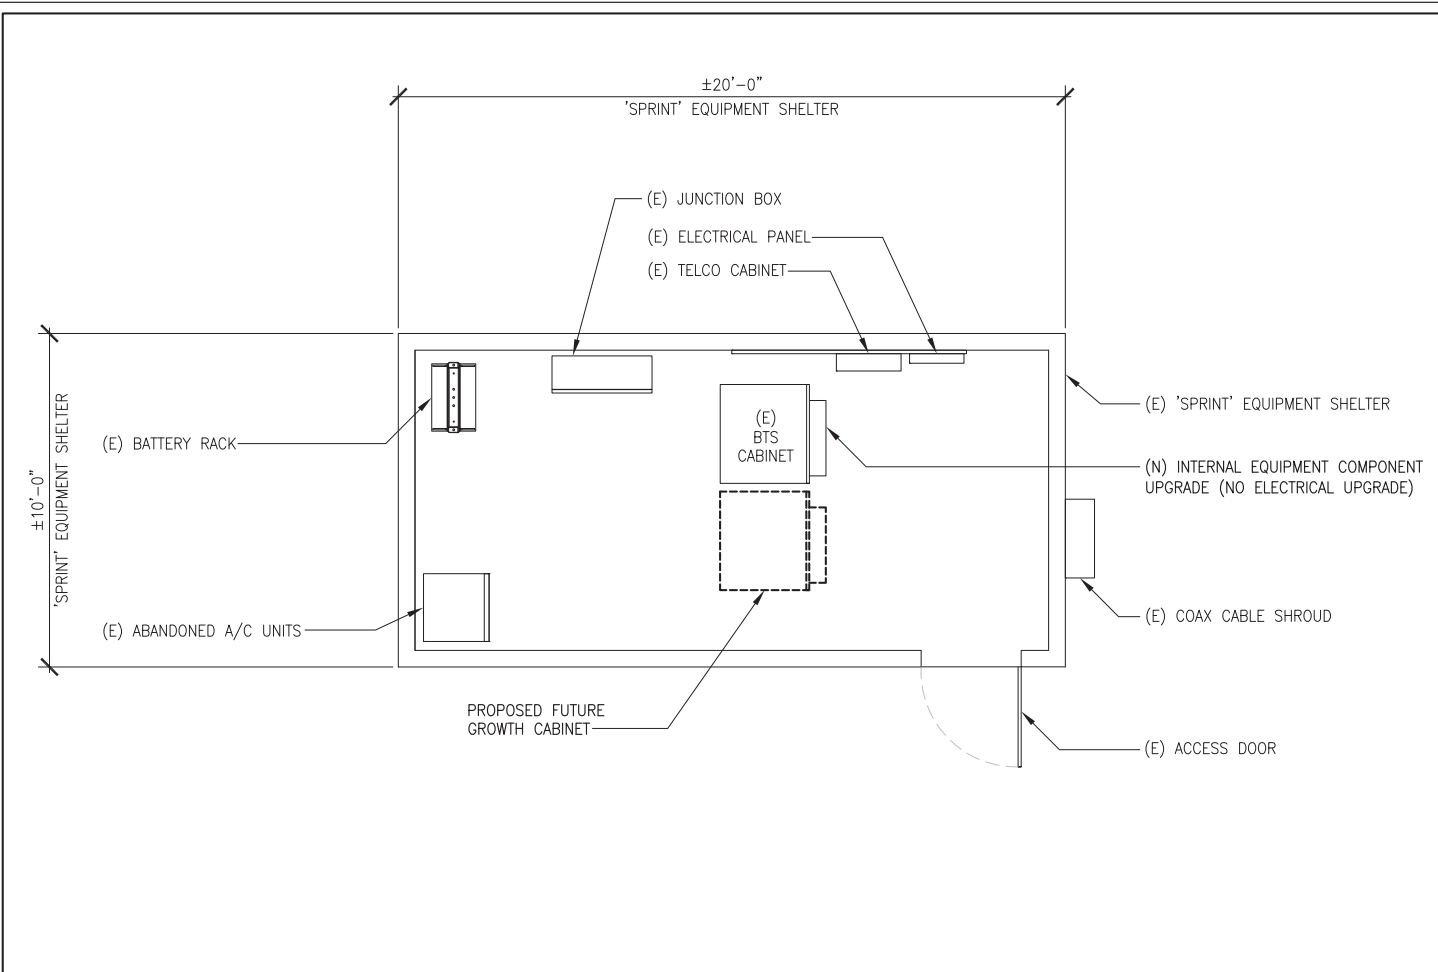 ±20'-0"
'SPRINT' EQUIPMENT SHELTER
(E) JUNCTION BOX
(E) ELECTRICAL PANEL
(E) TELCO CABINET
±10'-0"
'SPRINT' EQUIPMENT SHELTER
(E) BATTERY RACK
(E)
BTS
CABINET
(E) 'SPRINT' EQUIPMENT SHELTER
(N) INTERNAL EQUIPMENT COMPONENT
UPGRADE (NO ELECTRICAL UPGRADE)
(E) ABANDONED A/C UNITS
(E) COAX CABLE SHROUD
PROPOSED FUTURE
GROWTH CABINET
(E) ACCESS DOOR